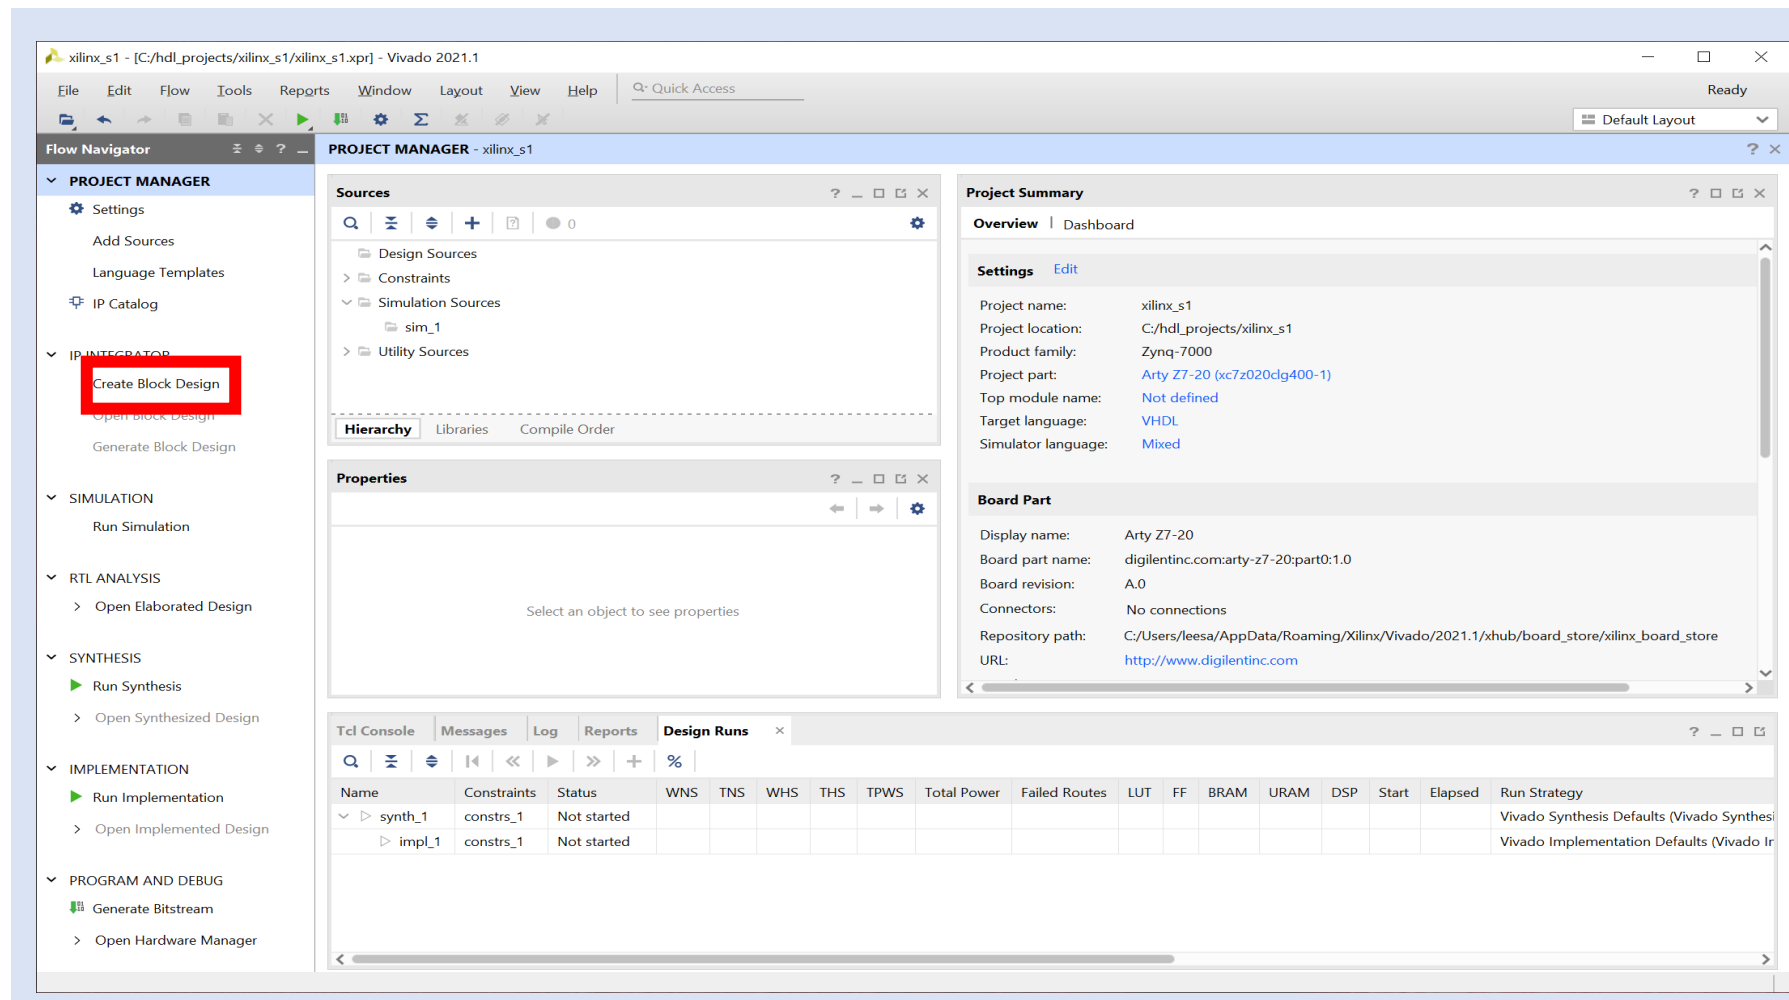 xilinx_s1 - [C:/hdl_projects/xilinx_s1/xilinx_s1.xpr] - Vivado 2021.1
File Edit Flow Tools Reports Window Layout View Help Quick Access Ready
Default Layout
Flow Navigator
PROJECT MANAGER
Settings
Add Sources
Language Templates
IP Catalog
IP INTEGRATOR
Create Block Design
Open Block Design
Generate Block Design
SIMULATION
Run Simulation
RTL ANALYSIS
Open Elaborated Design
SYNTHESIS
Run Synthesis
Open Synthesized Design
IMPLEMENTATION
Run Implementation
Open Implemented Design
PROGRAM AND DEBUG
Generate Bitstream
Open Hardware Manager
PROJECT MANAGER - xilinx_s1
Sources
0
Design Sources
Constraints
Simulation Sources
sim_1
Utility Sources
Hierarchy Libraries Compile Order
Properties
Select an object to see properties
Project Summary
Overview | Dashboard
Settings Edit
Project name: xilinx_s1
Project location: C:/hdl_projects/xilinx_s1
Product family: Zynq-7000
Project part: Arty Z7-20 (xc7z020clg400-1)
Top module name: Not defined
Target language: VHDL
Simulator language: Mixed
Board Part
Display name: Arty Z7-20
Board part name: digilentinc.com:arty-z7-20:part0:1.0
Board revision: A.0
Connectors: No connections
Repository path: C:/Users/leesa/AppData/Roaming/Xilinx/Vivado/2021.1/xhub/board_store/xilinx_board_store
URL: http://www.digilentinc.com
Tcl Console Messages Log Reports Design Runs
Name Constraints Status WNS TNS WHS THS TPWS Total Power Failed Routes LUT FF BRAM URAM DSP Start Elapsed Run Strategy
synth_1 constrs_1 Not started Vivado Synthesis Defaults (Vivado Synthesi
impl_1 constrs_1 Not started Vivado Implementation Defaults (Vivado Ir